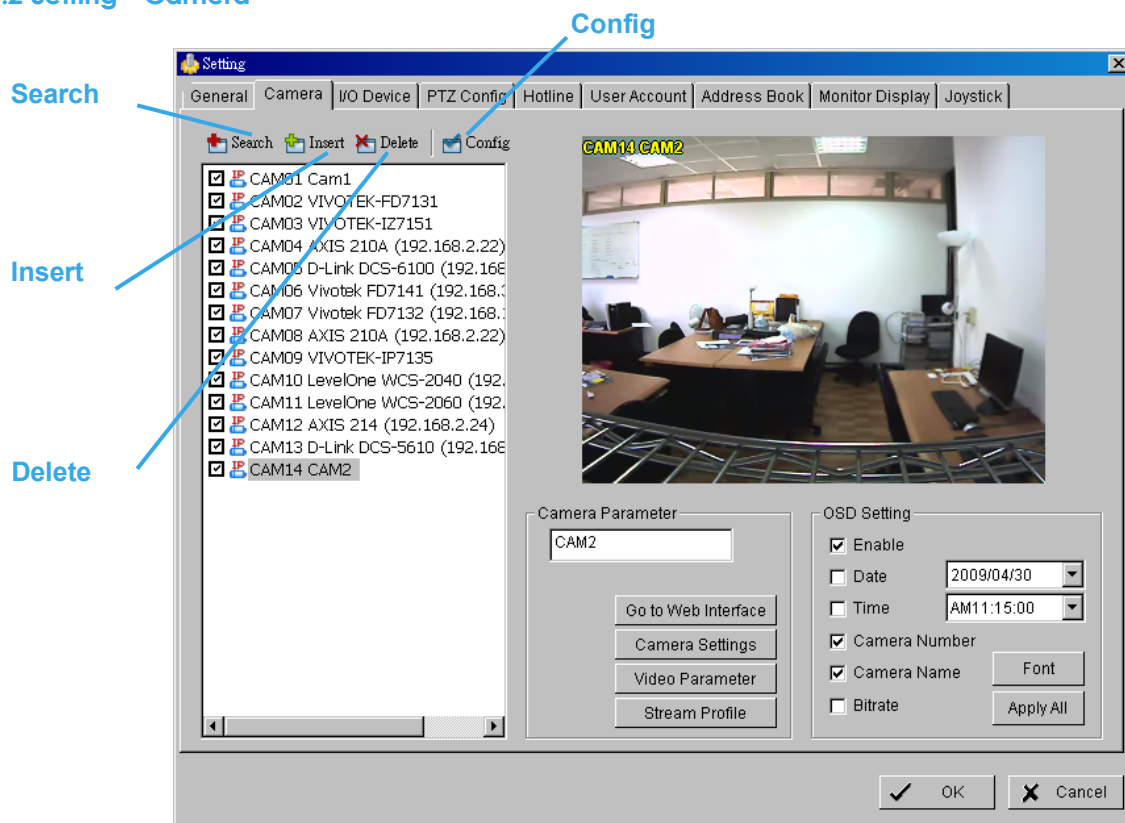 Setting
Camera
Config
Search
Insert
Delete
Setting
General Camera I/O Device PTZ Config Hotline User Account Address Book Monitor Display Joystick
Search Insert Delete Config
CAM01 Cam1
CAM02 VIVOTEK-FD7131
CAM03 VIVOTEK-IZ7151
CAM04 AXIS 210A (192.168.2.22)
CAM05 D-Link DCS-6100 (192.168
CAM06 Vivotek FD7141 (192.168.
CAM07 Vivotek FD7132 (192.168.
CAM08 AXIS 210A (192.168.2.22)
CAM09 VIVOTEK-IP7135
CAM10 LevelOne WCS-2040 (192.
CAM11 LevelOne WCS-2060 (192.
CAM12 AXIS 214 (192.168.2.24)
CAM13 D-Link DCS-5610 (192.168
CAM14 CAM2
CAM14 CAM2
Camera Parameter
CAM2
Go to Web Interface
Camera Settings
Video Parameter
Stream Profile
OSD Setting
Enable
Date 2009/04/30
Time AM11:15:00
Camera Number
Camera Name
Bitrate
Font
Apply All
OK Cancel